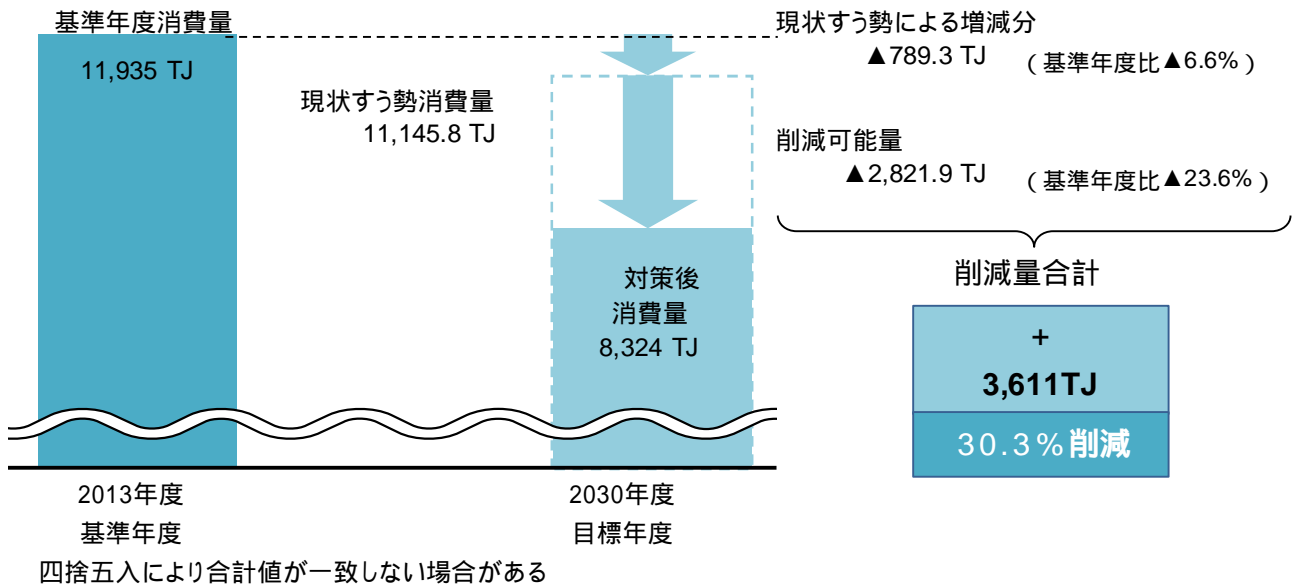 基準年度消費量
11,935 TJ
現状すう勢消費量
11,145.8 TJ
現状すう勢による増減分
▲789.3 TJ (基準年度比▲6.6%)
削減可能量
▲2,821.9 TJ (基準年度比▲23.6%)
対策後
消費量
8,324 TJ
削減量合計
+
3,611TJ
30.3%削減
2013年度
基準年度
2030年度
目標年度
四捨五入により合計値が一致しない場合がある